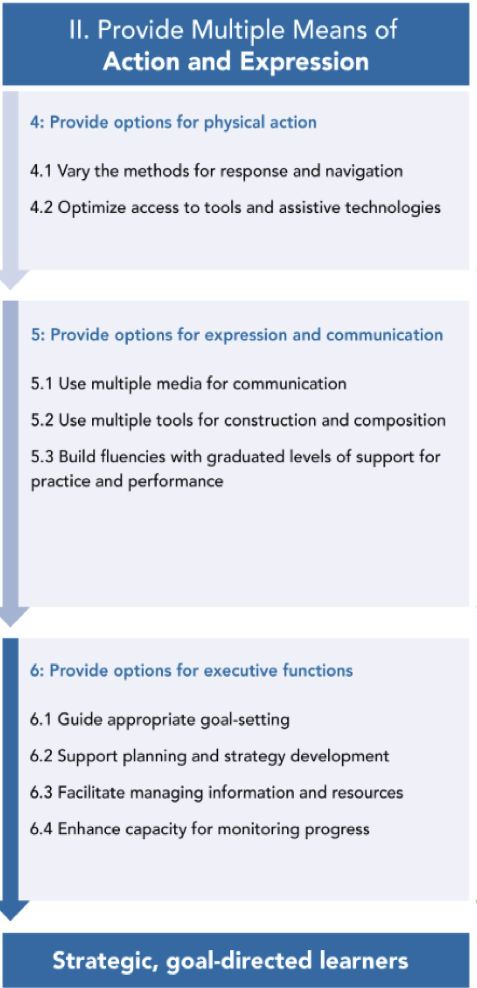 II. Provide Multiple Means of
Action and Expression
4: Provide options for physical action
4.1 Vary the methods for response and navigation
4.2 Optimize access to tools and assistive technologies
5: Provide options for expression and communication
5.1 Use multiple media for communication
5.2 Use multiple tools for construction and composition
5.3 Build fluencies with graduated levels of support for
practice and performance
6: Provide options for executive functions
6.1 Guide appropriate goal-setting
6.2 Support planning and strategy development
6.3 Facilitate managing information and resources
6.4 Enhance capacity for monitoring progress
Strategic, goal-directed learners